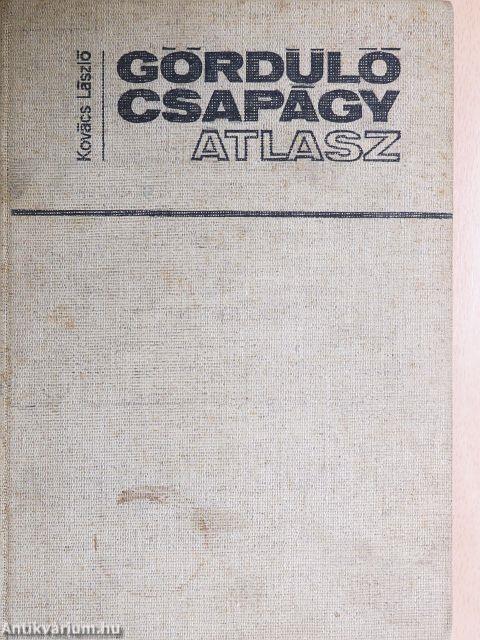 Kovács László
GÖRDÜLŐ
CSAPÁGY
ATLASZ
Antikvarium.hu